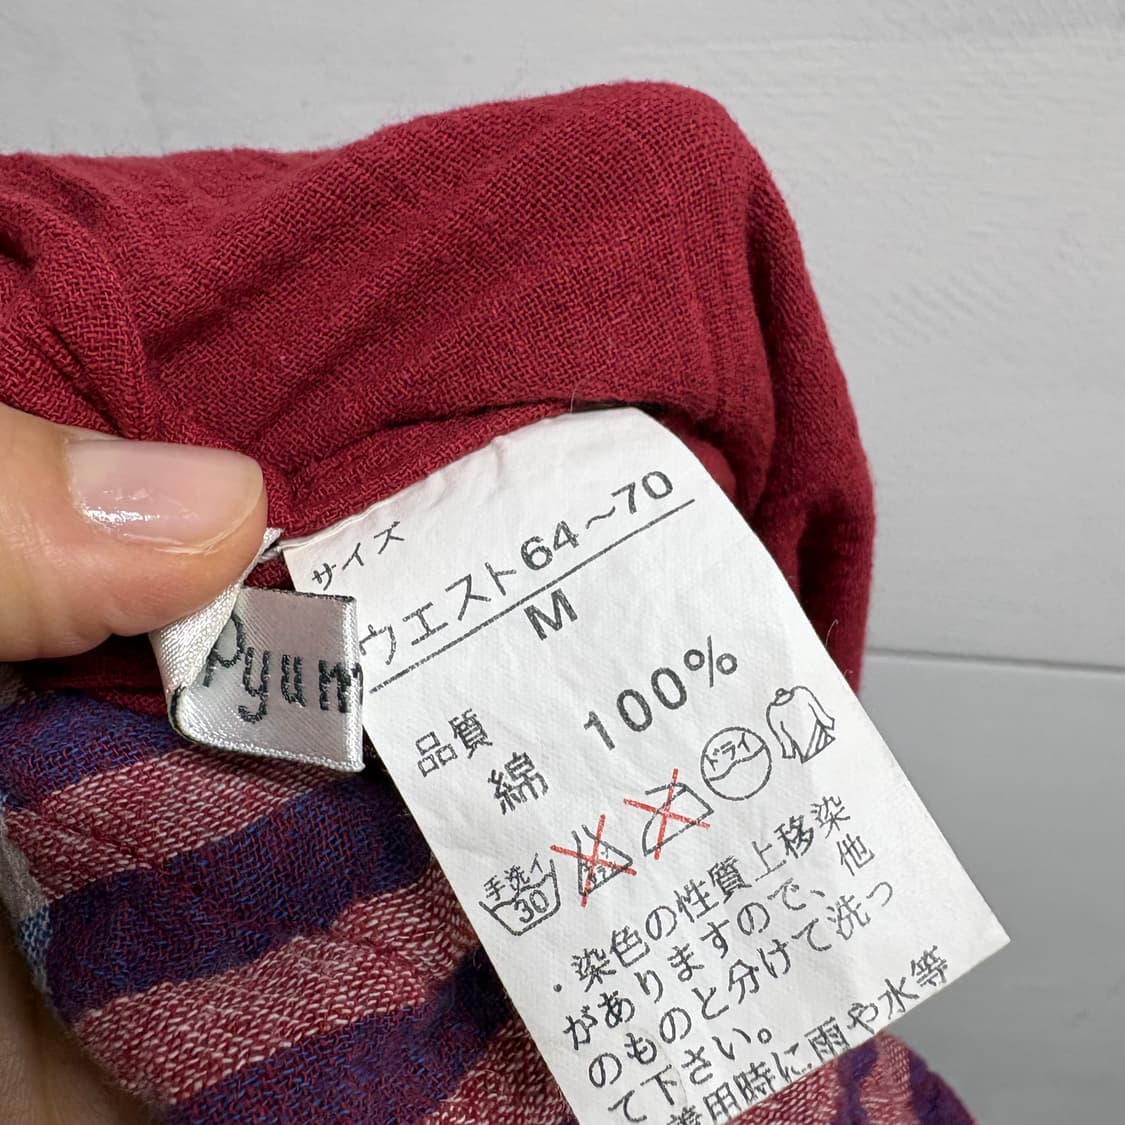 Pyum
サイズ
ウエスト64～70
M
品質
綿 100%
手洗イ
30
ドライ
・染色の性質上移染
がありますので、他
のものと分けて洗っ
て下さい。
着用時に雨や水等